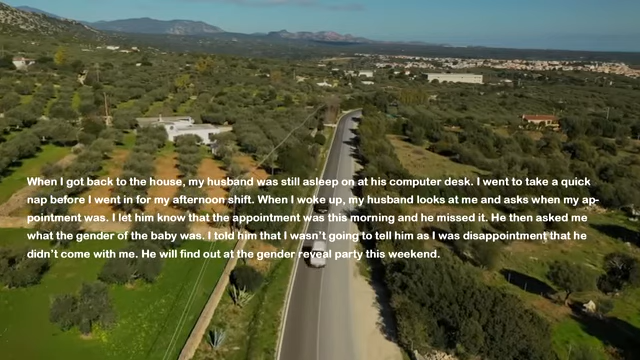 When I got back to the house, my husband was still asleep on at his computer desk. I went to take a quick
nap before I went in for my afternoon shift. When I woke up, my husband looks at me and asks when my ap-
pointment was. I let him know that the appointment was this morning and he missed it. He then asked me
what the gender of the baby was. I told him that I wasn't going to tell him as I was disappointment that he
didn't come with me. He will find out at the gender reveal party this weekend.